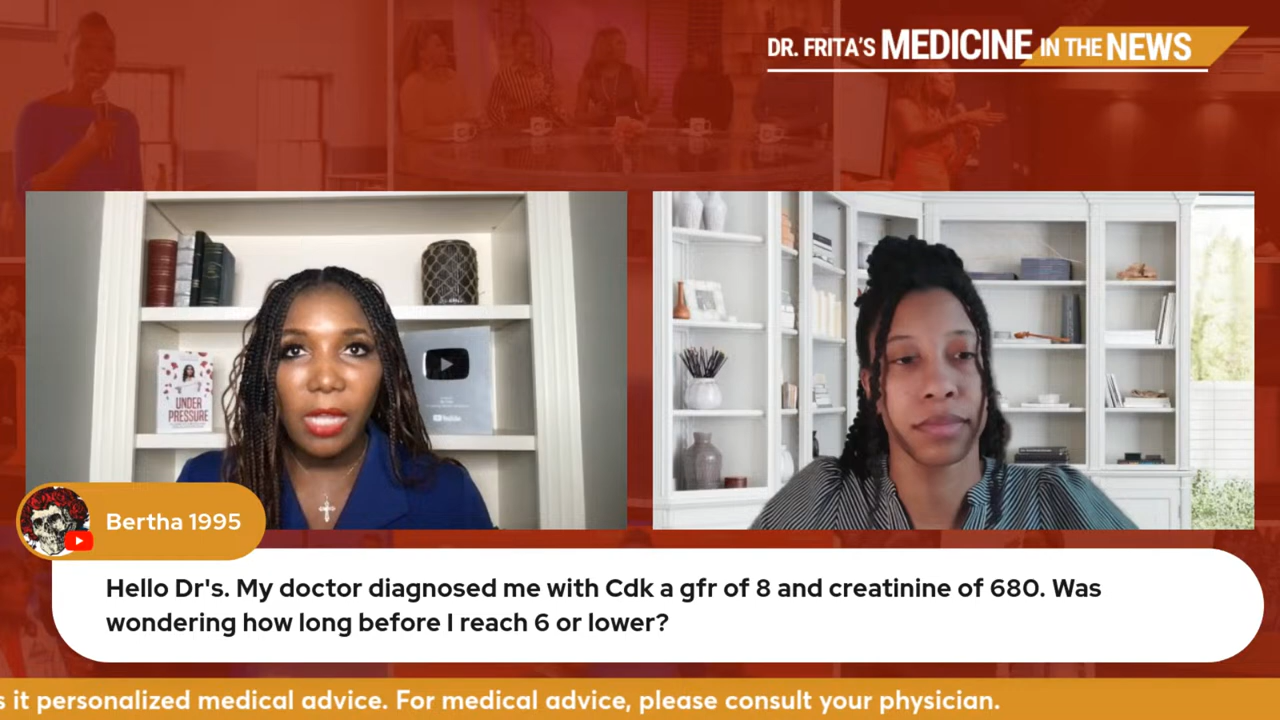 DR. FRITA'S MEDICINE IN THE NEWS
UNDER
PRESSURE
YouTube
Bertha 1995
Hello Dr's. My doctor diagnosed me with Cdk a gfr of 8 and creatinine of 680. Was
wondering how long before I reach 6 or lower?
s it personalized medical advice. For medical advice, please consult your physician.